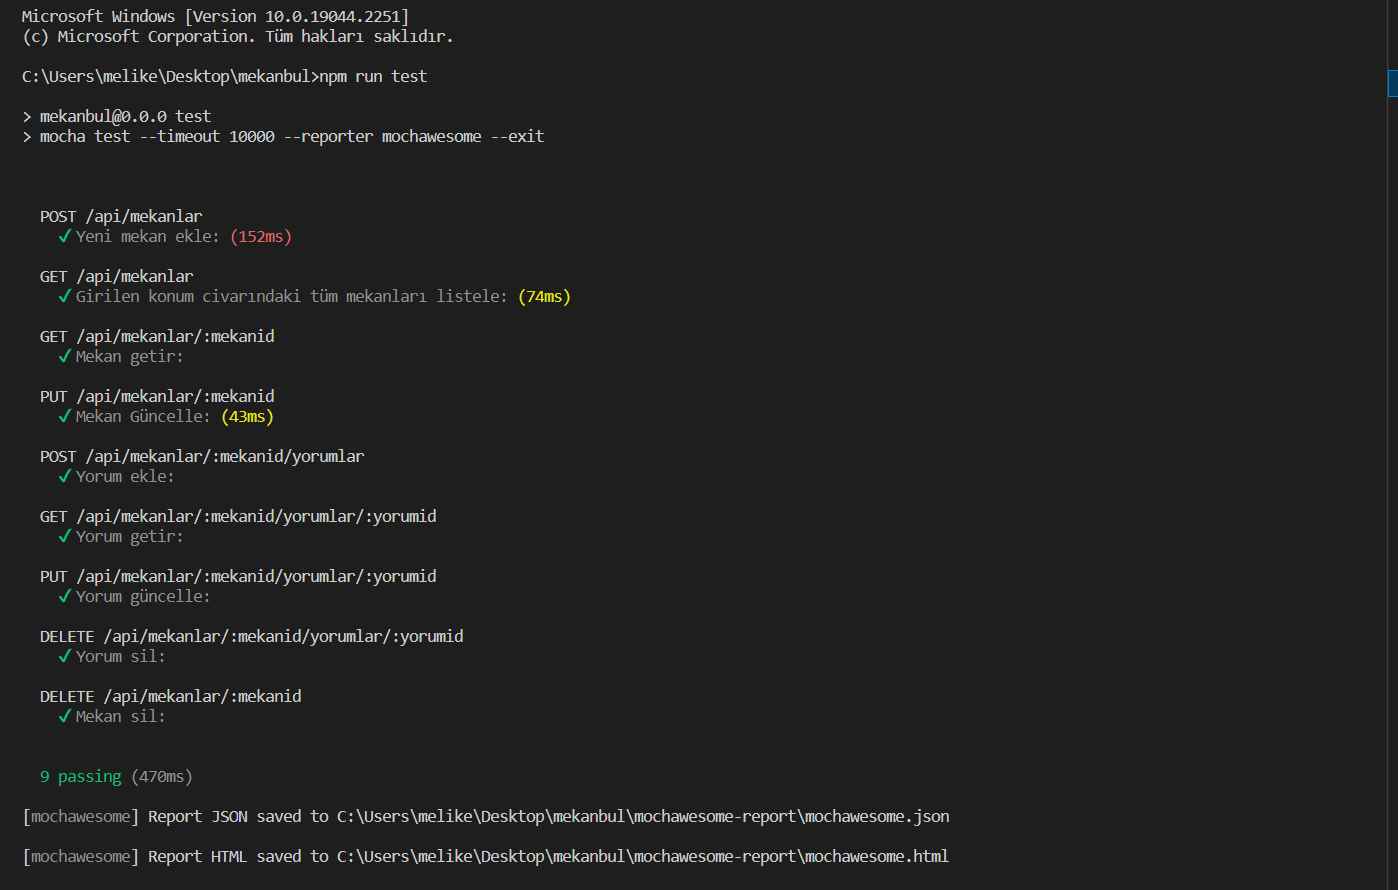 Microsoft Windows [Version 10.0.19044.2251]
(c) Microsoft Corporation. Tüm hakları saklıdır.
C:\Users\melike\Desktop\mekanbul>npm run test
> mekanbul@0.0.0 test
> mocha test --timeout 10000 --reporter mochawesome --exit
POST /api/mekanlar
✓ Yeni mekan ekle: (152ms)
GET /api/mekanlar
✓ Girilen konum civarındaki tüm mekanları listele: (74ms)
GET /api/mekanlar/:mekanid
✓ Mekan getir:
PUT /api/mekanlar/:mekanid
✓ Mekan Güncelle: (43ms)
POST /api/mekanlar/:mekanid/yorumlar
✓ Yorum ekle:
GET /api/mekanlar/:mekanid/yorumlar/:yorumid
✓ Yorum getir:
PUT /api/mekanlar/:mekanid/yorumlar/:yorumid
✓ Yorum güncelle:
DELETE /api/mekanlar/:mekanid/yorumlar/:yorumid
✓ Yorum sil:
DELETE /api/mekanlar/:mekanid
✓ Mekan sil:
9 passing (470ms)
[mochawesome] Report JSON saved to C:\Users\melike\Desktop\mekanbul\mochawesome-report\mochawesome.json
[mochawesome] Report HTML saved to C:\Users\melike\Desktop\mekanbul\mochawesome-report\mochawesome.html